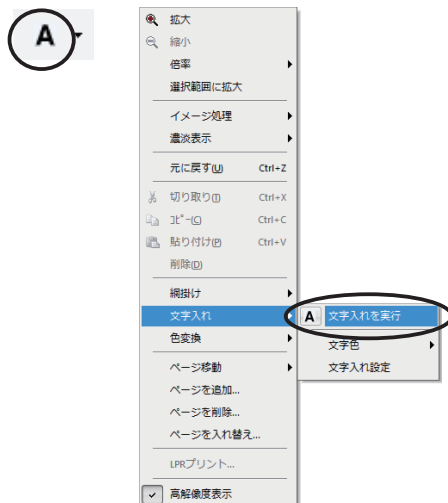 A
拡大
縮小
倍率
選択範囲に拡大
イメージ処理
濃淡表示
元に戻す(U) Ctrl+Z
切り取り(T) Ctrl+X
ｺﾋﾟｰ(C) Ctrl+C
貼り付け(P) Ctrl+V
削除(D)
網掛け
文字入れ
A 文字入れを実行
色変換
文字色
文字入れ設定
ページ移動
ページを追加...
ページを削除...
ページを入れ替え...
LPRプリント...
高解像度表示